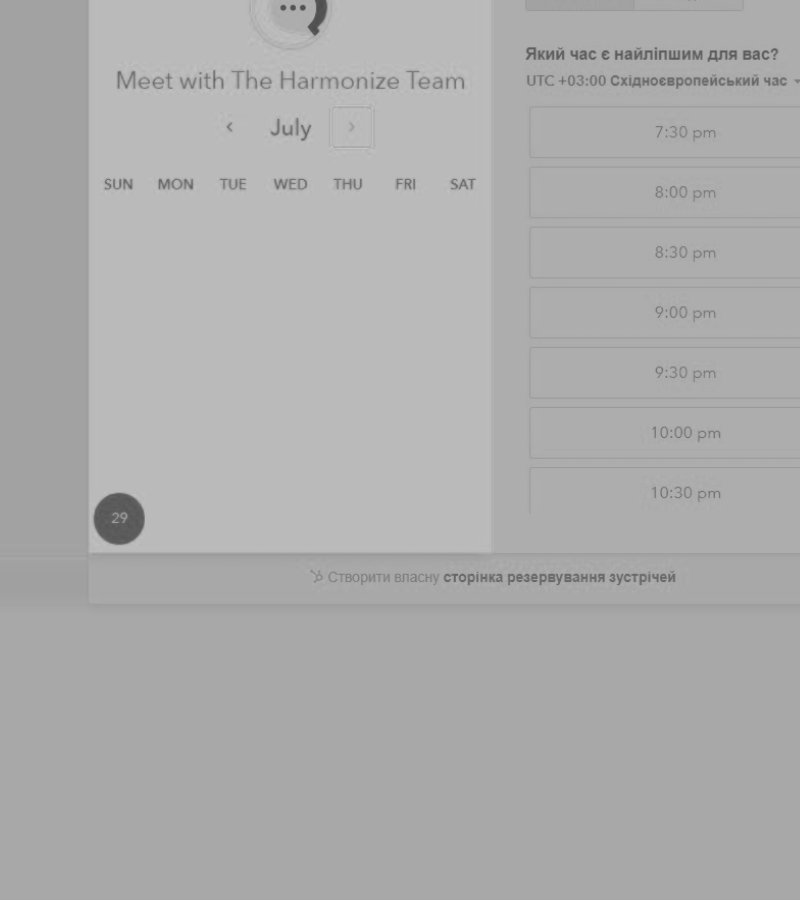 Meet with The Harmonize Team
July
SUN MON TUE WED THU FRI SAT
29
Який час є найліпшим для вас?
UTC +03:00 Східноєвропейський час
7:30 pm
8:00 pm
8:30 pm
9:00 pm
9:30 pm
10:00 pm
10:30 pm
Створити власну сторінка резервування зустрічей